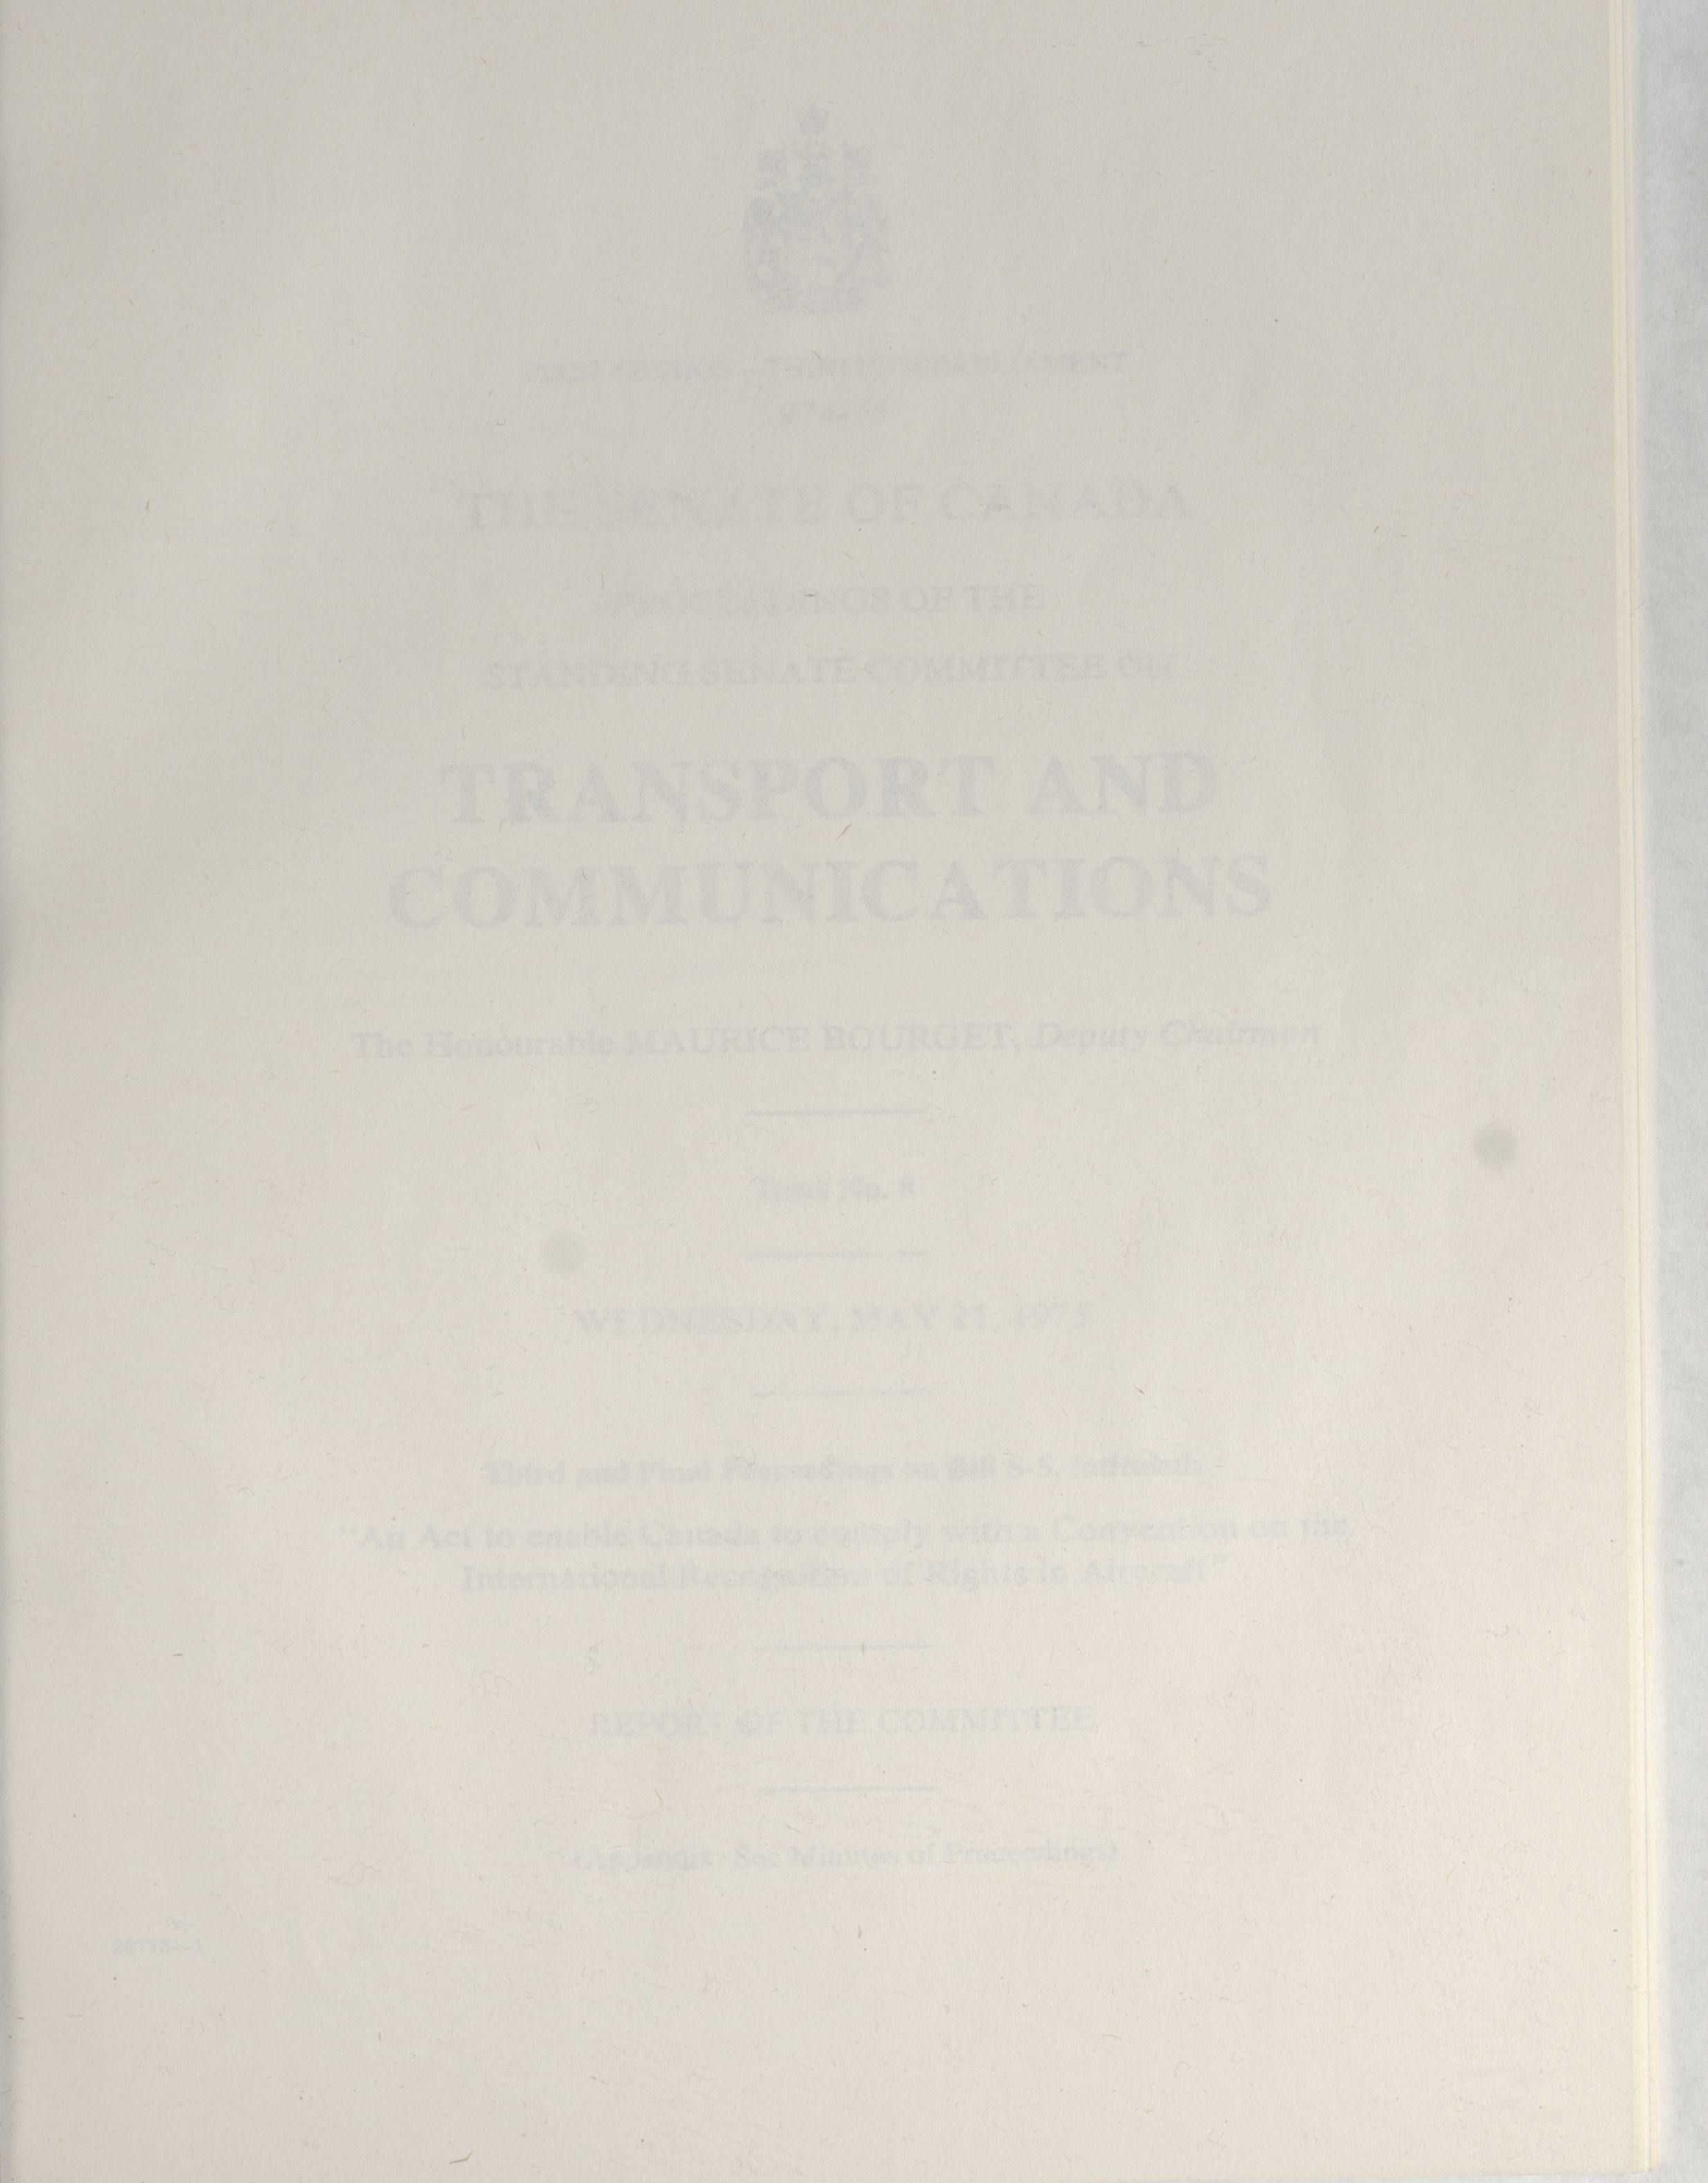 FIRST SESSION—THIRTIETH PARLIAMENT
1974-75
THE SENATE OF CANADA
PROCEEDINGS OF THE
STANDING SENATE COMMITTEE ON
TRANSPORT AND
COMMUNICATIONS
The Honourable MAURICE BOURGET, Deputy Chairman
Issue No. 8
WEDNESDAY, MAY 21, 1975
Third and Final Proceedings on Bill S-5, intituled:
"An Act to enable Canada to comply with a Convention on the
International Recognition of Rights in Aircraft"
REPORT OF THE COMMITTEE
(Appendix: See Minutes of Proceedings)